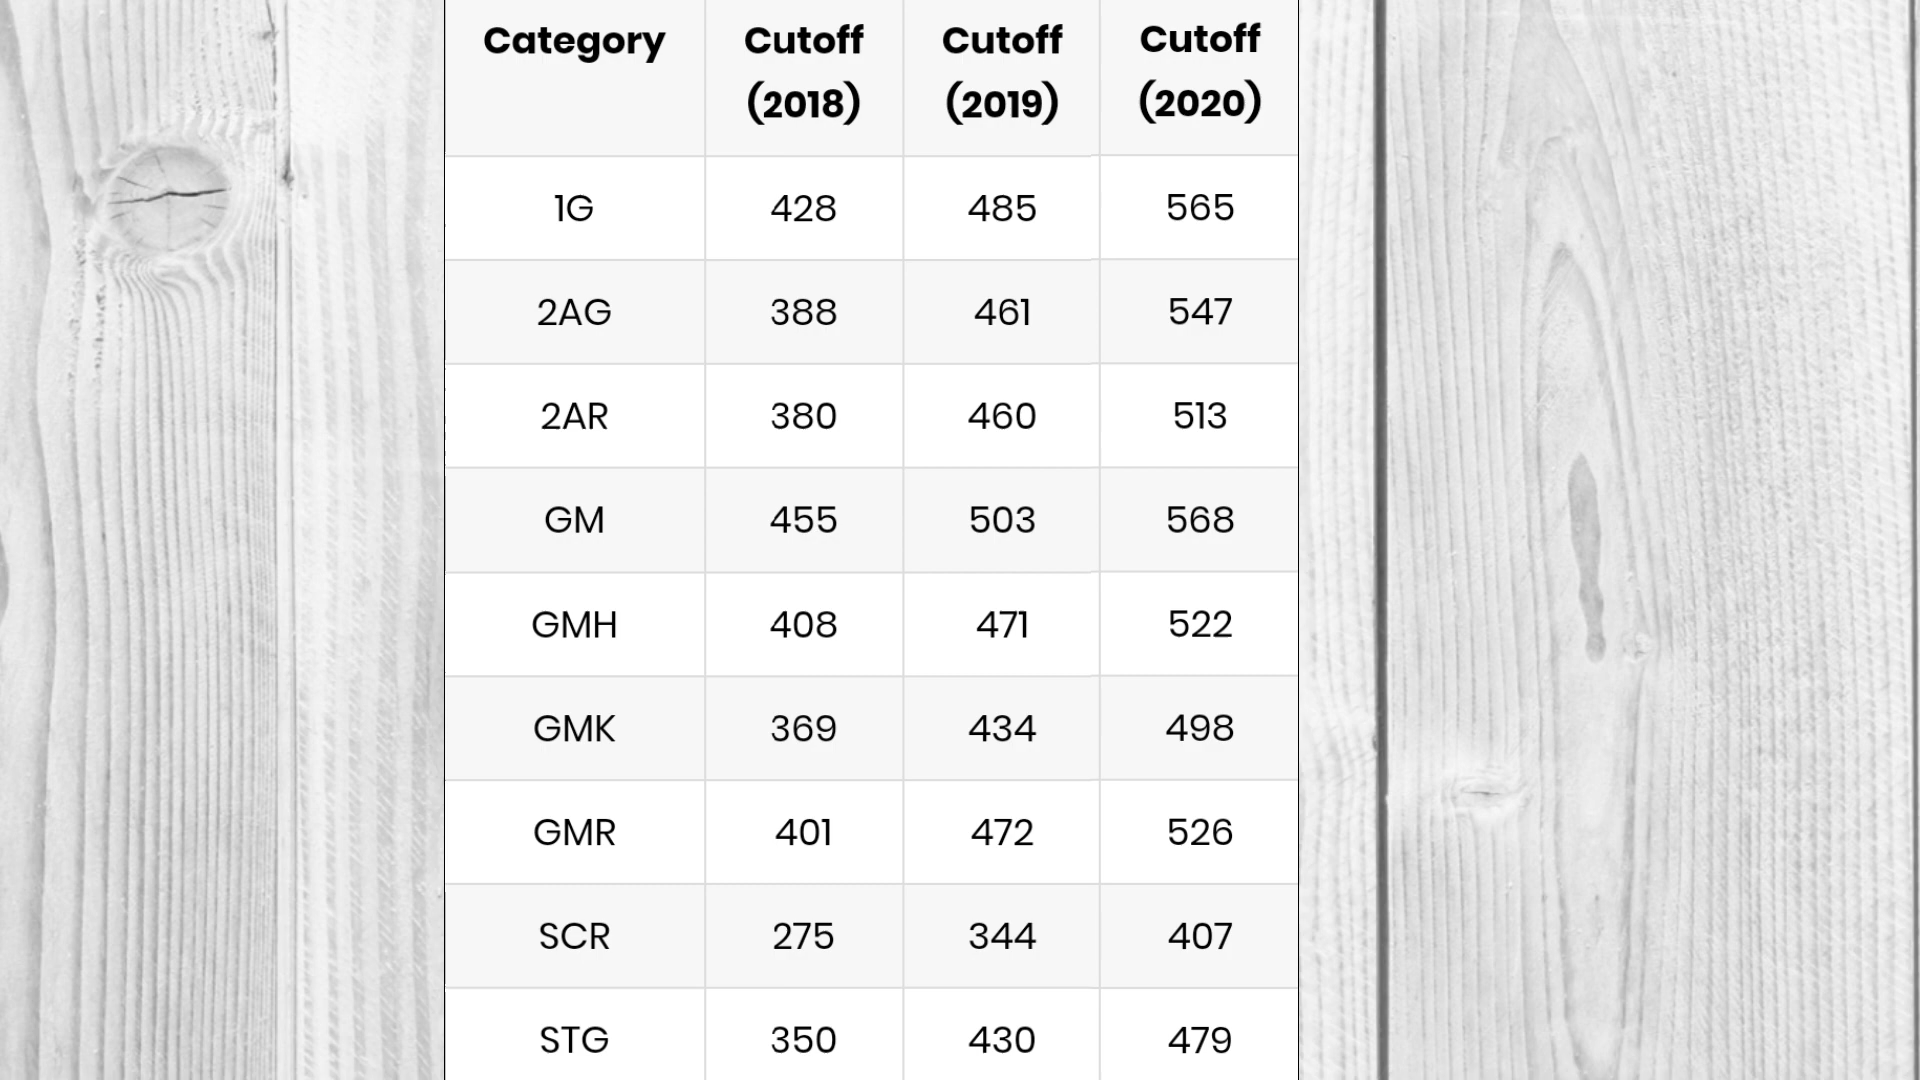 Category Cutoff (2018) Cutoff (2019) Cutoff (2020)
1G 428 485 565
2AG 388 461 547
2AR 380 460 513
GM 455 503 568
GMH 408 471 522
GMK 369 434 498
GMR 401 472 526
SCR 275 344 407
STG 350 430 479